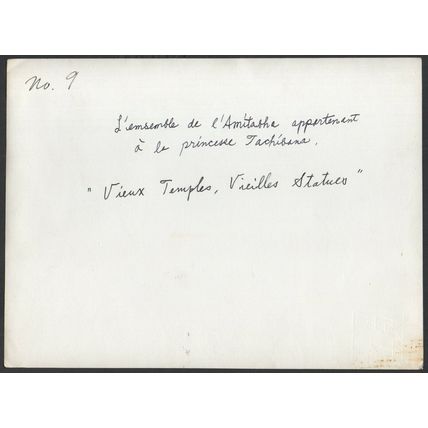 No. 9
L'ensemble de l'Amitabha appartenant
à la princesse Tachibana.
"Vieux Temples, Vieilles Statues"